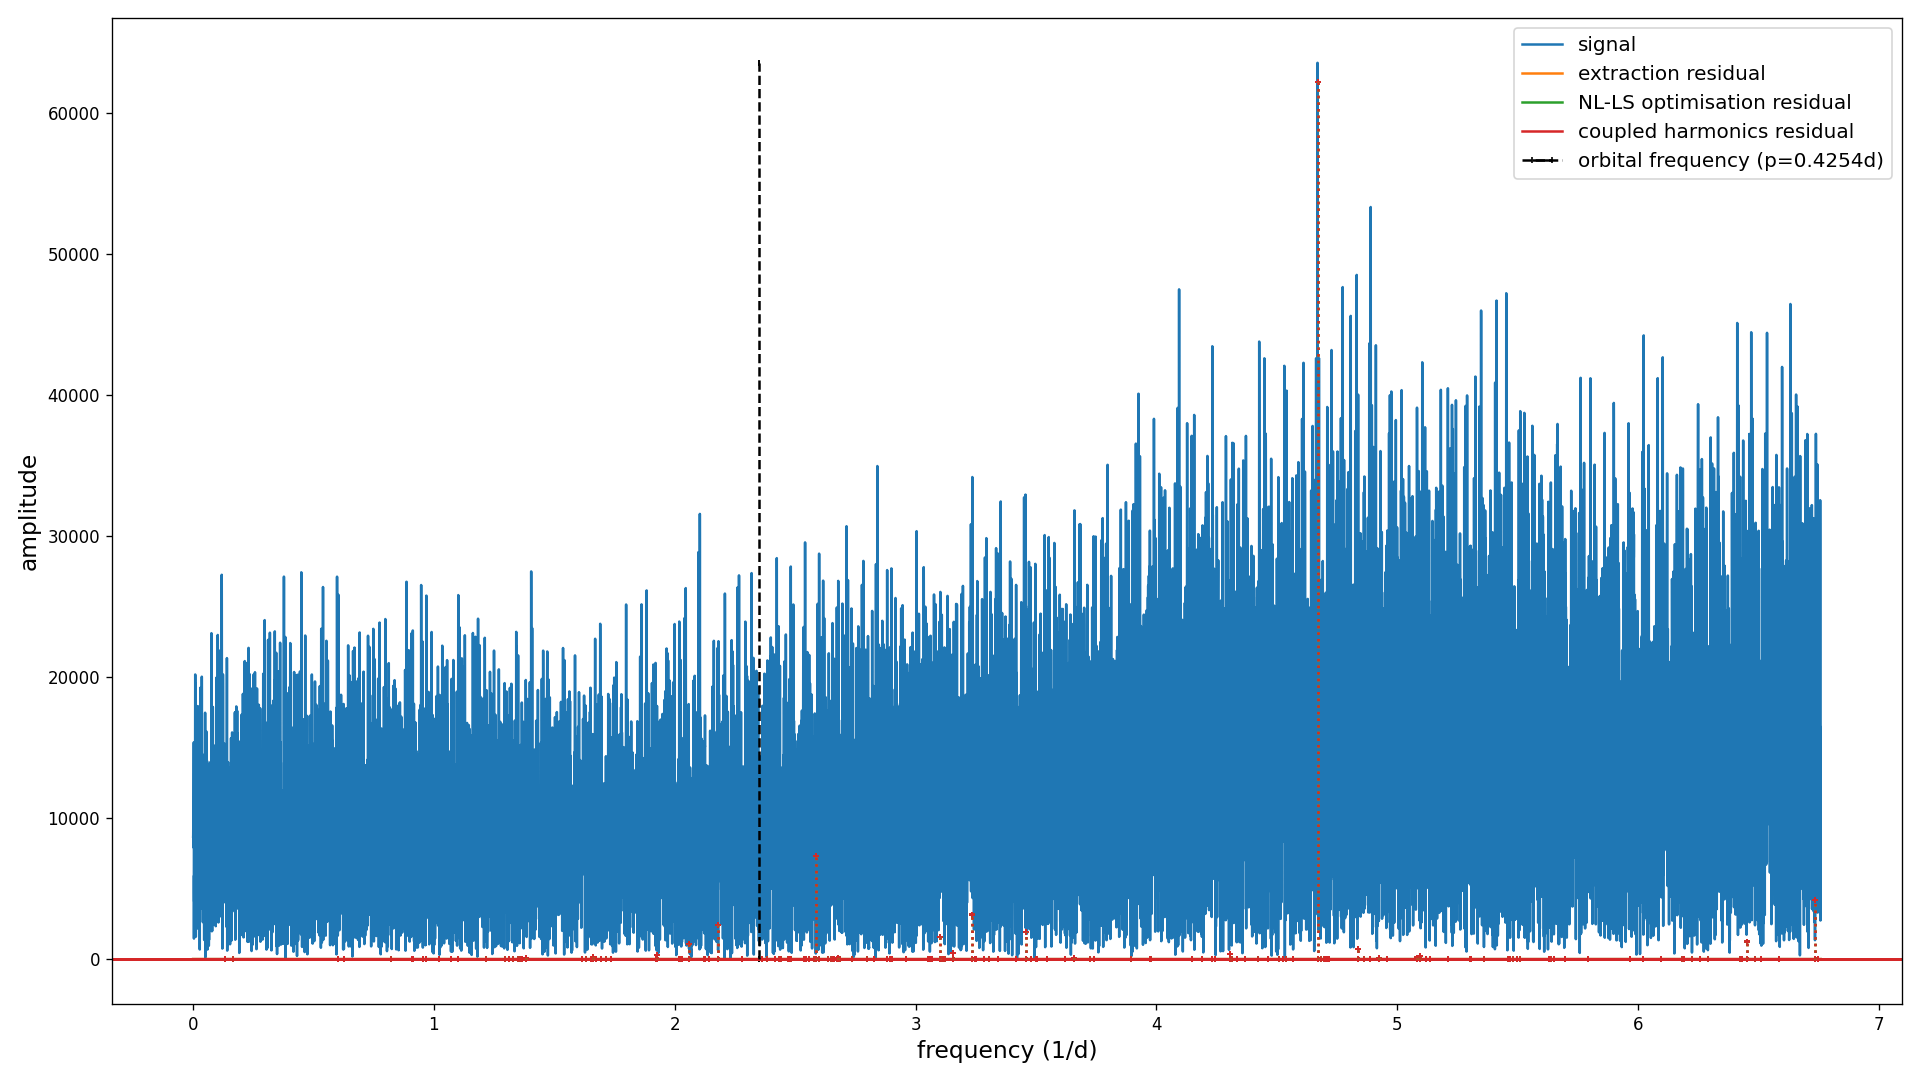 signal
extraction residual
NL-LS optimisation residual
coupled harmonics residual
orbital frequency (p=0.4254d)
amplitude
60000
50000
40000
30000
20000
10000
0
0 1 2 3 4 5 6 7
frequency (1/d)